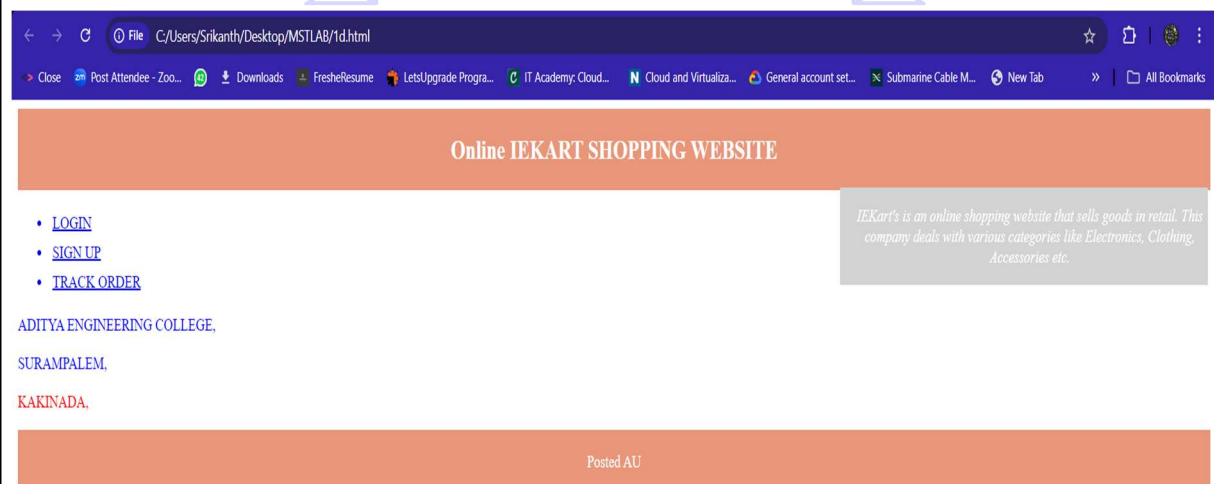 File C:/Users/Srikanth/Desktop/MSTLAB/1d.html
Close zm Post Attendee - Zoo... 42 Downloads FresheResume LetsUpgrade Progra... IT Academy: Cloud... N Cloud and Virtualiza... General account set... Submarine Cable M... New Tab » All Bookmarks
Online IEKART SHOPPING WEBSITE
IEKart's is an online shopping website that sells goods in retail. This
company deals with various categories like Electronics, Clothing,
Accessories etc.
• LOGIN
• SIGN UP
• TRACK ORDER
ADITYA ENGINEERING COLLEGE,
SURAMPALEM,
KAKINADA,
Posted AU